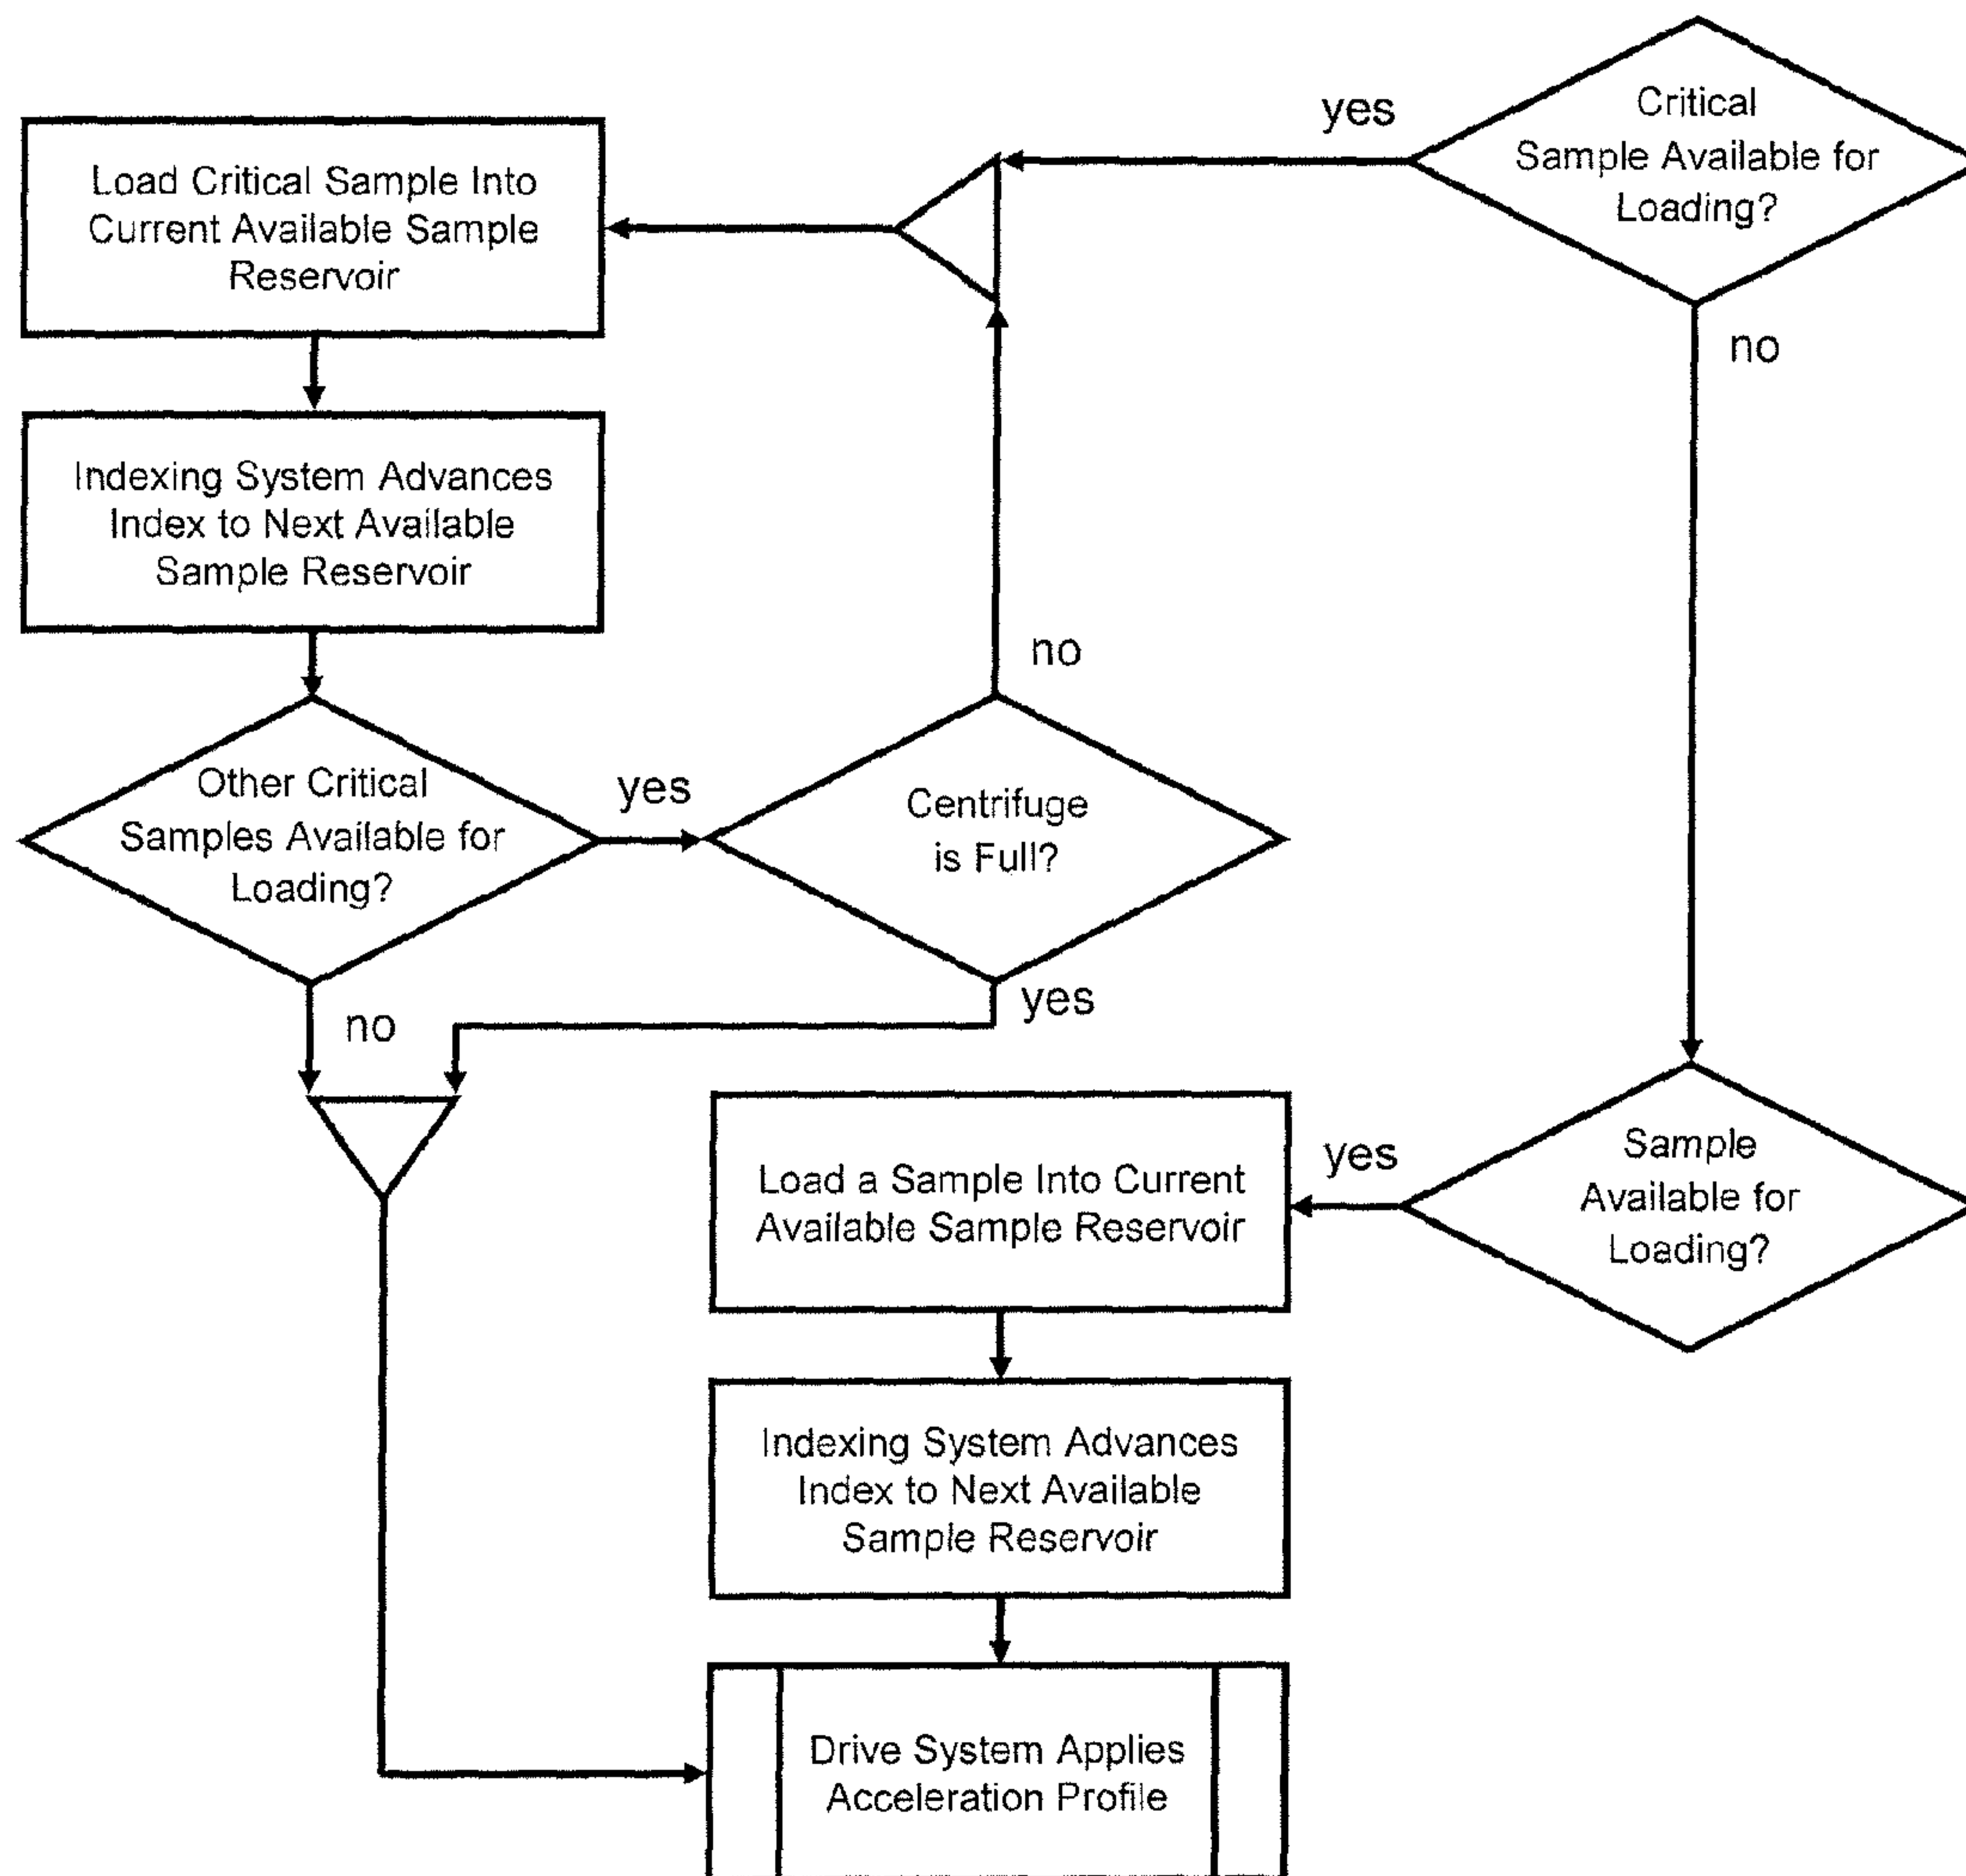 Critical
Sample Available for
Loading?
yes
no
Load Critical Sample Into
Current Available Sample
Reservoir
Indexing System Advances
Index to Next Available
Sample Reservoir
Other Critical
Samples Available for
Loading?
yes
no
Centrifuge
is Full?
no
yes
Sample
Available for
Loading?
yes
Load a Sample Into Current
Available Sample Reservoir
Indexing System Advances
Index to Next Available
Sample Reservoir
Drive System Applies
Acceleration Profile